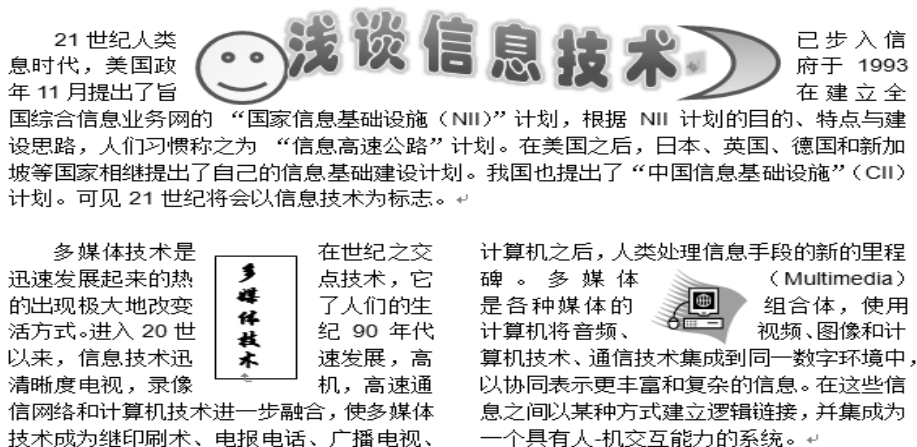 浅谈信息技术
21 世纪人类已步入信
息时代，美国政府于 1993
年 11 月提出了旨在建立全
国综合信息业务网的 “国家信息基础设施（NII）”计划，根据 NII 计划的目的、特点与建
设思路，人们习惯称之为 “信息高速公路”计划。在美国之后，日本、英国、德国和新加
坡等国家相继提出了自己的信息基础建设计划。我国也提出了“中国信息基础设施”（CII）
计划。可见 21 世纪将会以信息技术为标志。
多媒体技术
多媒体技术是在世纪之交
迅速发展起来的热点技术，它
的出现极大地改变了人们的生
活方式。进入 20 世纪 90 年代
以来，信息技术迅速发展，高
清晰度电视，录像机，高速通
信网络和计算机技术进一步融合，使多媒体
技术成为继印刷术、电报电话、广播电视、
计算机之后，人类处理信息手段的新的里程
碑。多媒体（Multimedia）
是各种媒体的组合体，使用
计算机将音频、视频、图像和计
算机技术、通信技术集成到同一数字环境中，
以协同表示更丰富和复杂的信息。在这些信
息之间以某种方式建立逻辑链接，并集成为
一个具有人-机交互能力的系统。